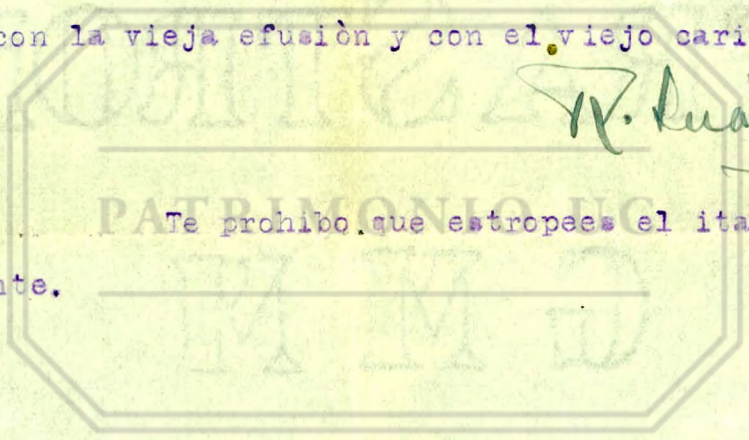 con la vieja efusiòn y con el viejo cari
R.
PATRIMONIO UC
Te prohibo que estropees el ita
nte.